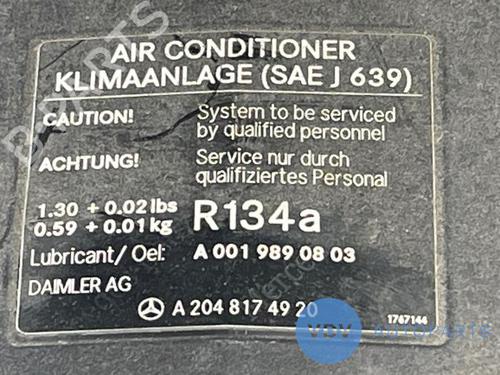 AIR CONDITIONER
KLIMAANLAGE (SAE J 639)
CAUTION! System to be serviced
by qualified personnel
ACHTUNG! Service nur durch
qualifiziertes Personal
1.30 + 0.02 lbs
0.59 + 0.01 kg R134a
Lubricant/Oel: A 001 989 08 03
DAIMLER AG
A 204 817 49 20
1767144
VDV AUTOPARTS